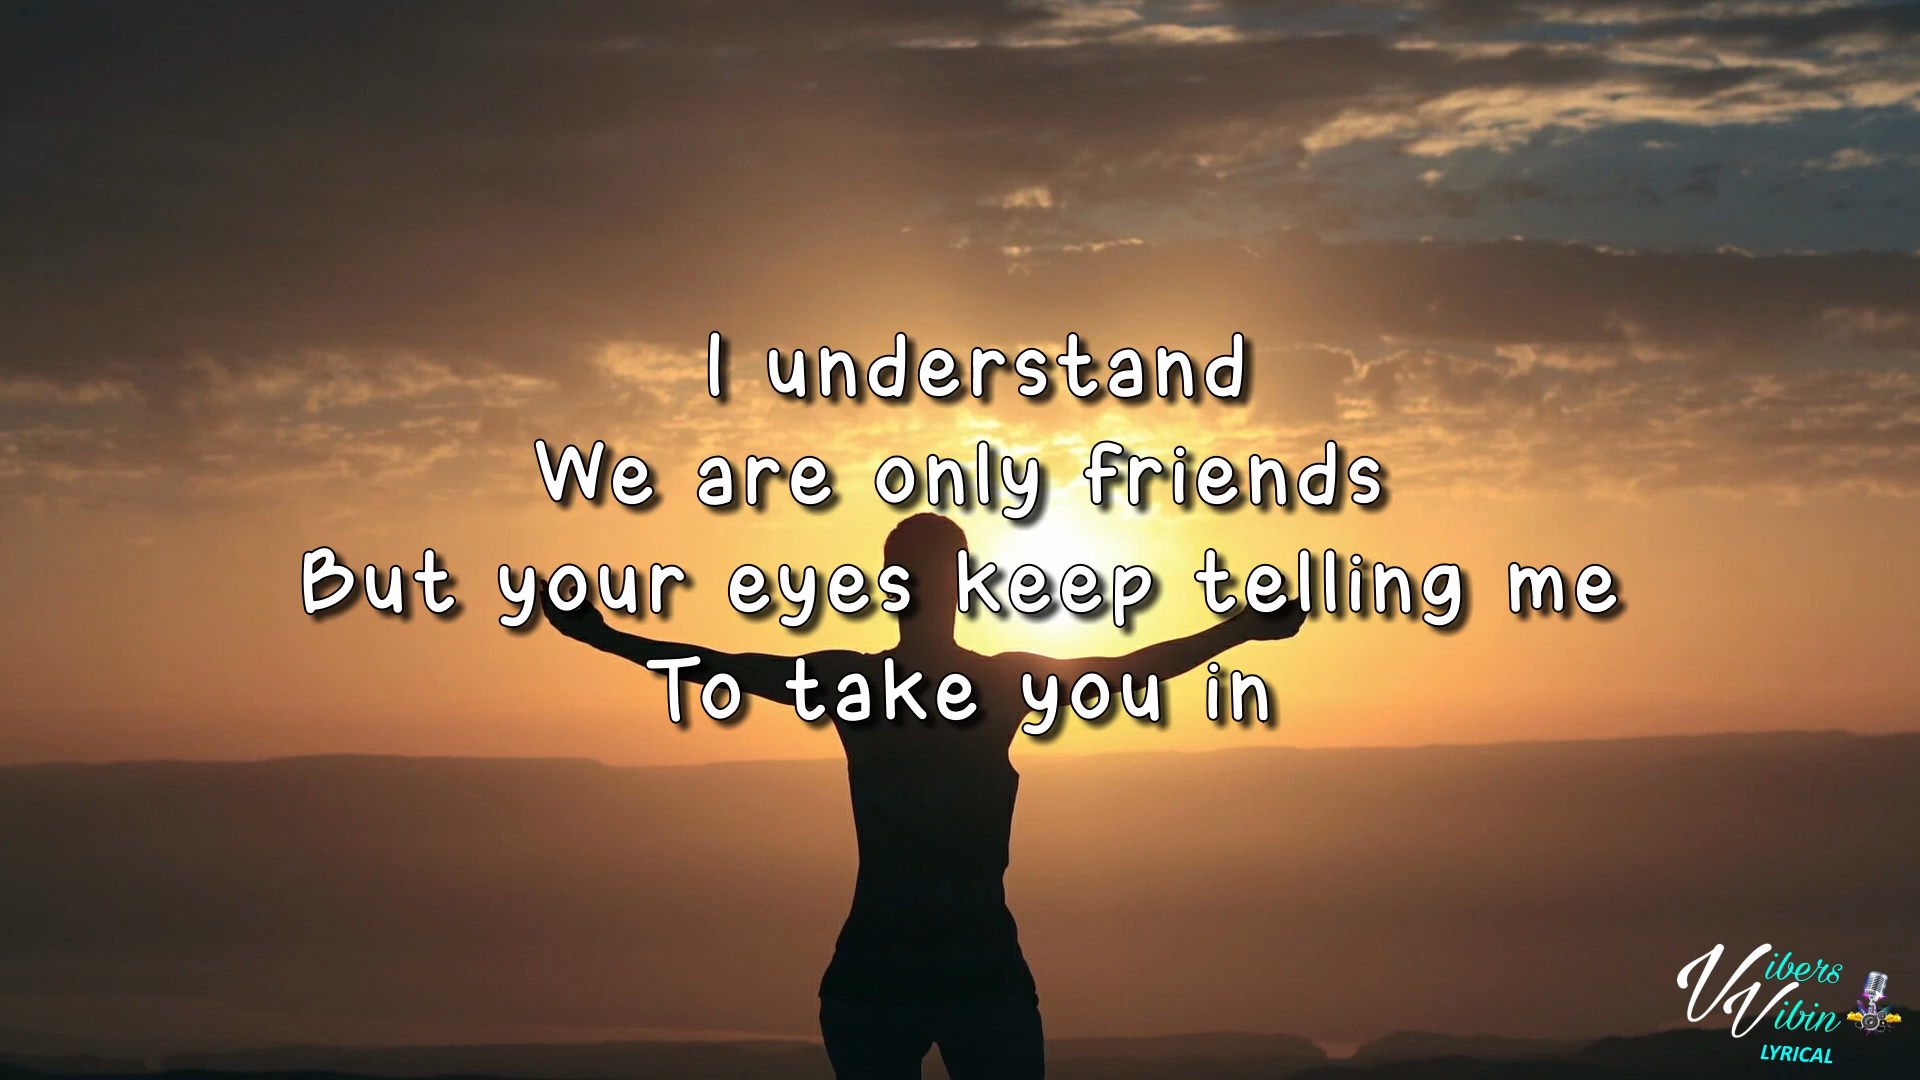 I understand
We are only friends
But your eyes keep telling me
To take you in
Vibers
Vibin
LYRICAL